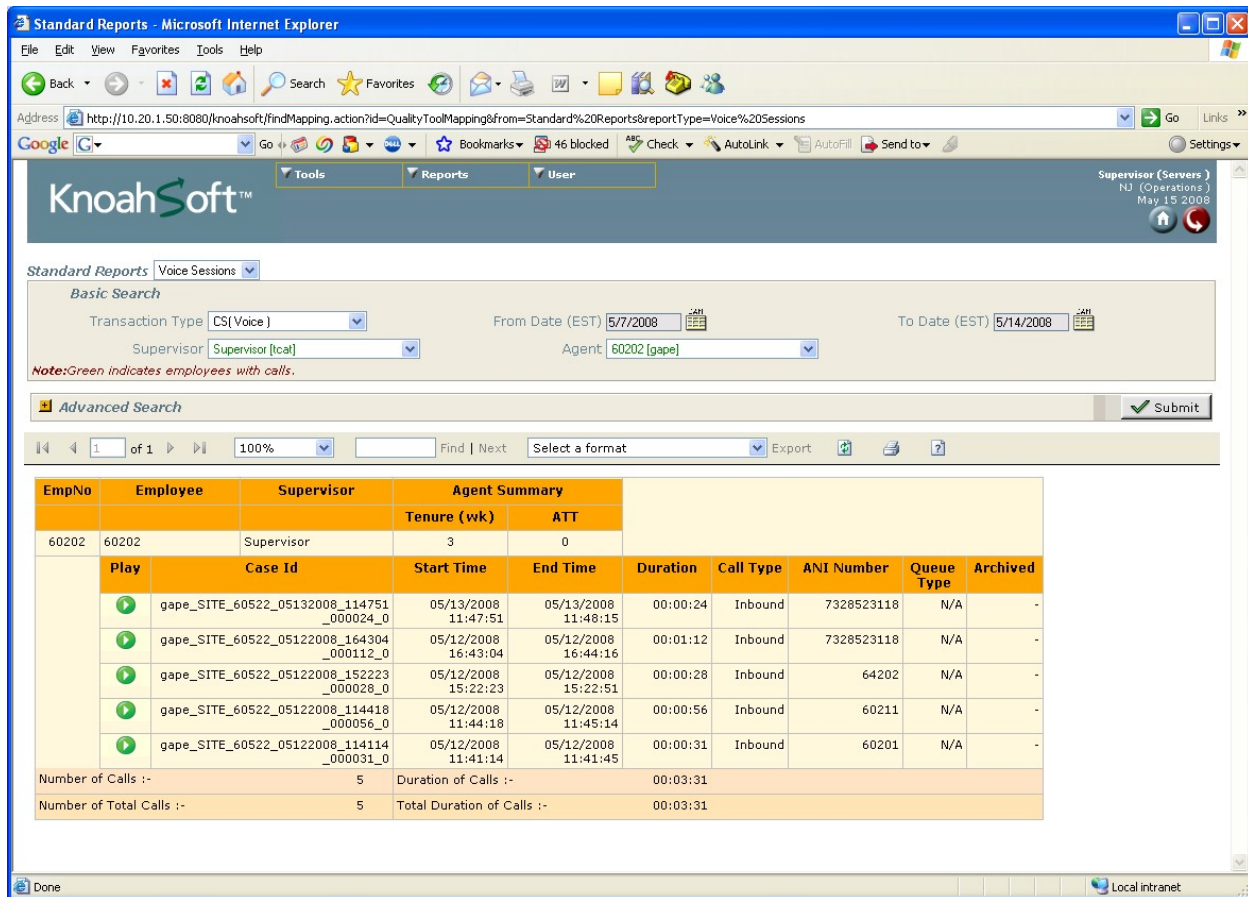 Standard Reports - Microsoft Internet Explorer
File Edit View Favorites Tools Help
Back Search Favorites
Address http://10.20.1.50:8080/knoahsoft/findMapping.action?id=QualityToolMapping&from=Standard%20Reports&reportType=Voice%20Sessions Go Links »
Google G Go Bookmarks 46 blocked ABC Check AutoLink AutoFill Send to Settings
KnoahSoft™
Tools Reports User
Supervisor (Servers )
NJ (Operations )
May 15 2008
Standard Reports Voice Sessions
Basic Search
Transaction Type CS( Voice ) From Date (EST) 5/7/2008 To Date (EST) 5/14/2008
Supervisor Supervisor [tcat] Agent 60202 [gape]
Note:Green indicates employees with calls.
Advanced Search Submit
1 of 1 100% Find | Next Select a format Export
EmpNo Employee Supervisor Agent Summary
Tenure (wk) ATT
60202 60202 Supervisor 3 0
Play Case Id Start Time End Time Duration Call Type ANI Number Queue Type Archived
gape_SITE_60522_05132008_114751 05/13/2008 05/13/2008 00:00:24 Inbound 7328523118 N/A -
_000024_0 11:47:51 11:48:15
gape_SITE_60522_05122008_164304 05/12/2008 05/12/2008 00:01:12 Inbound 7328523118 N/A -
_000112_0 16:43:04 16:44:16
gape_SITE_60522_05122008_152223 05/12/2008 05/12/2008 00:00:28 Inbound 64202 N/A -
_000028_0 15:22:23 15:22:51
gape_SITE_60522_05122008_114418 05/12/2008 05/12/2008 00:00:56 Inbound 60211 N/A -
_000056_0 11:44:18 11:45:14
gape_SITE_60522_05122008_114114 05/12/2008 05/12/2008 00:00:31 Inbound 60201 N/A -
_000031_0 11:41:14 11:41:45
Number of Calls :- 5 Duration of Calls :- 00:03:31
Number of Total Calls :- 5 Total Duration of Calls :- 00:03:31
Done Local intranet